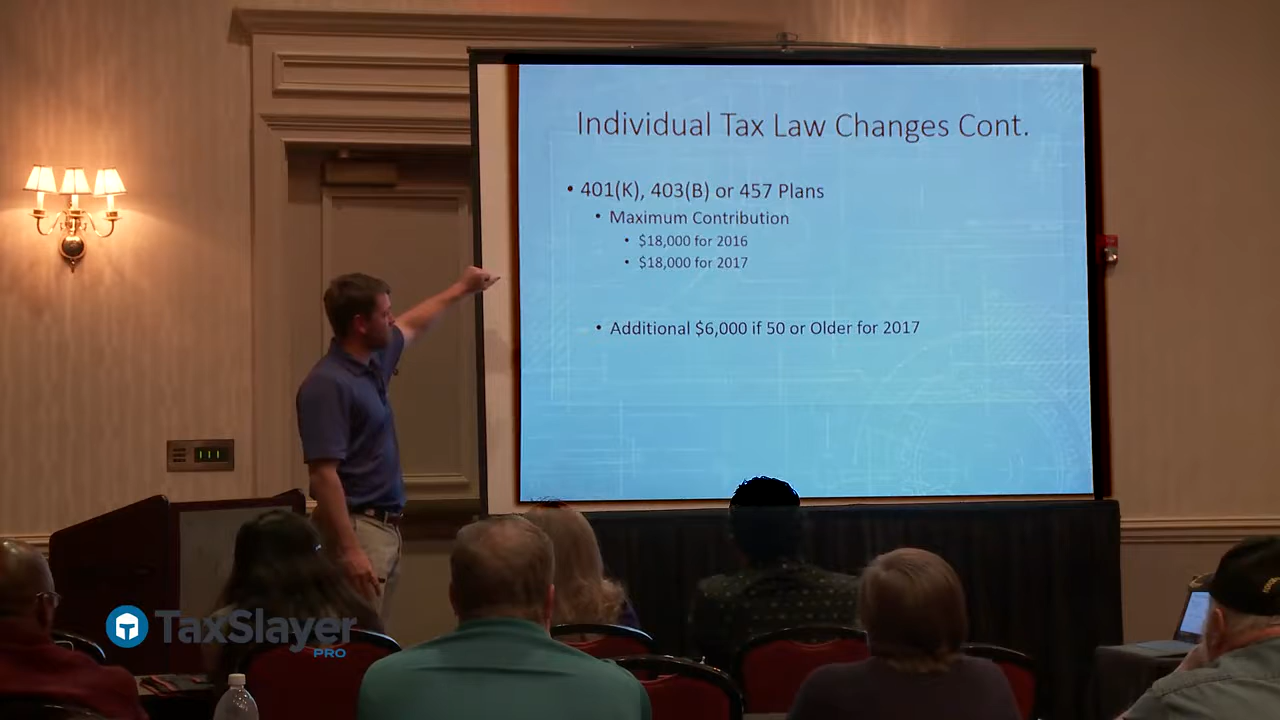 Individual Tax Law Changes Cont.
• 401(K), 403(B) or 457 Plans
• Maximum Contribution
• $18,000 for 2016
• $18,000 for 2017
• Additional $6,000 if 50 or Older for 2017
TaxSlayer
PRO